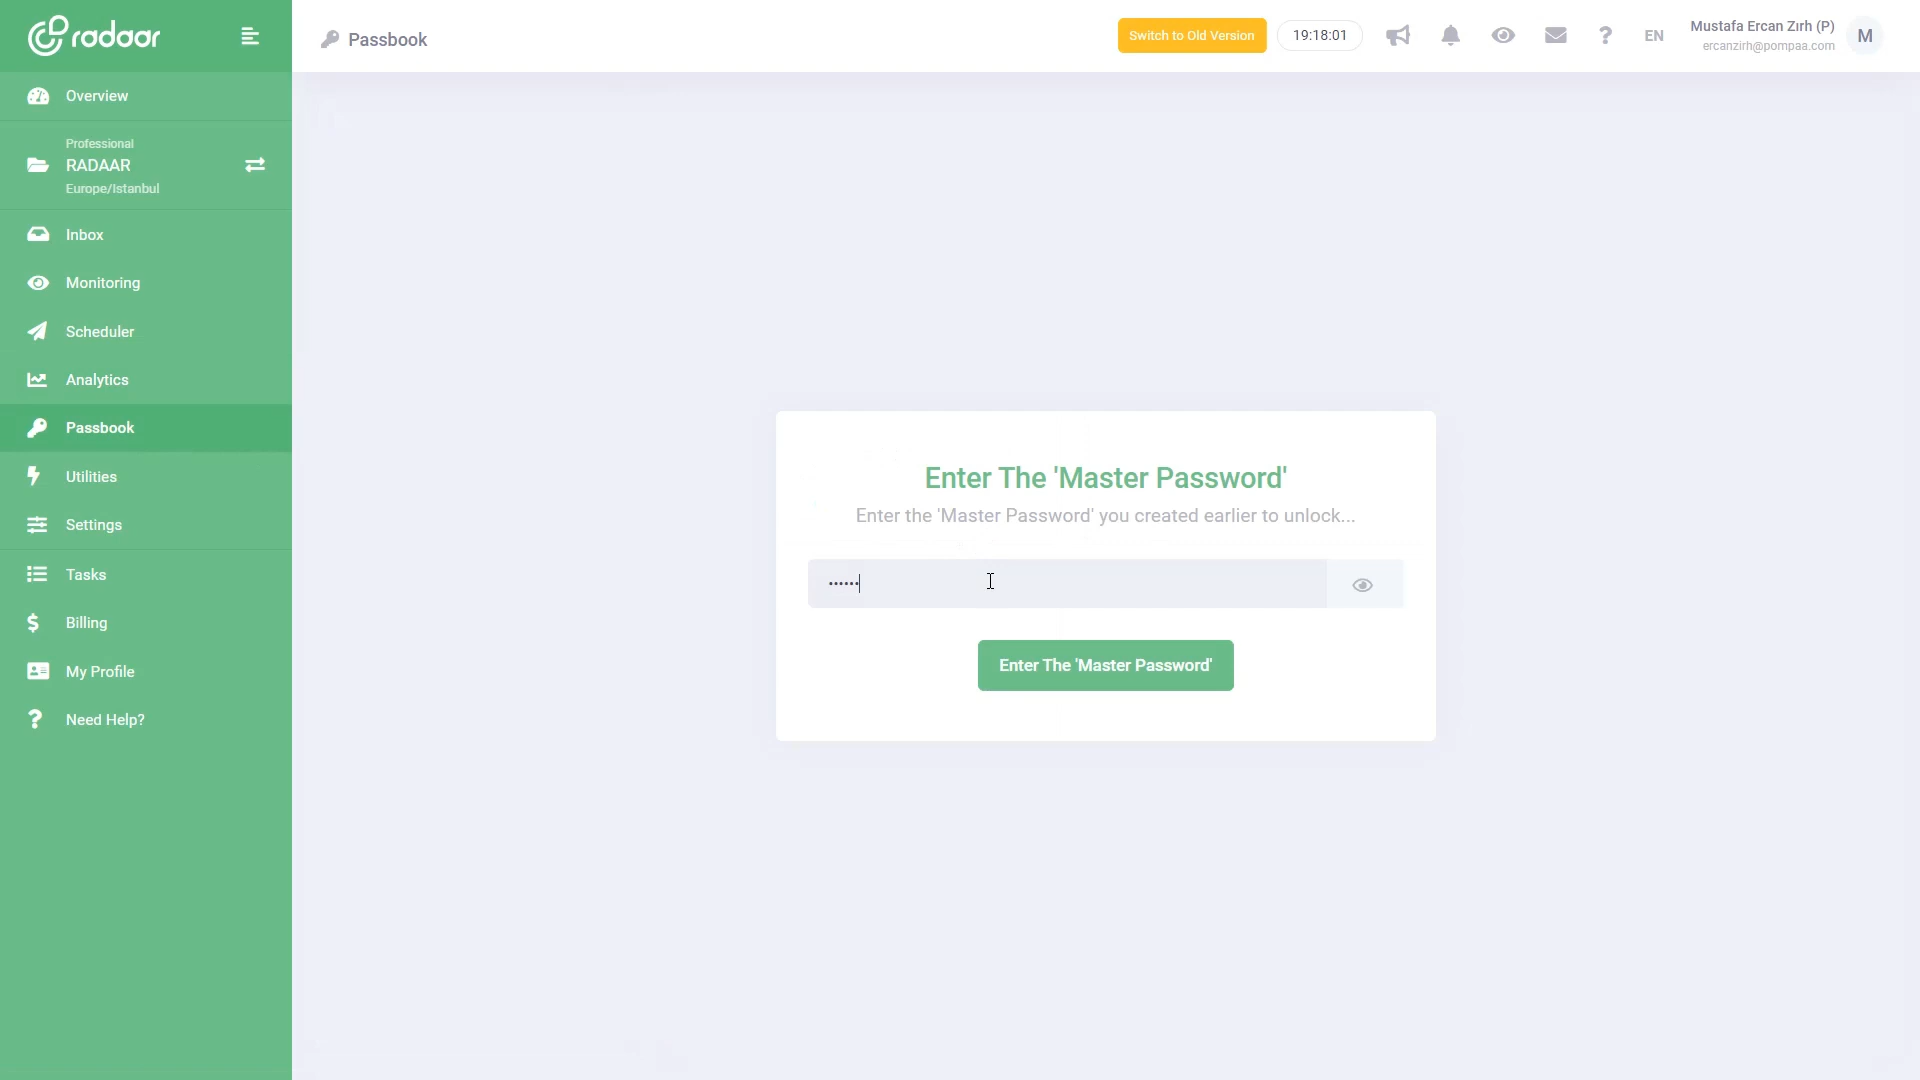 radaar
Passbook
Switch to Old Version
19:18:01
EN
Mustafa Ercan Zırh (P)
ercanzirh@pompaa.com
M
Overview
Professional
RADAAR
Europe/Istanbul
Inbox
Monitoring
Scheduler
Analytics
Passbook
Utilities
Settings
Tasks
Billing
My Profile
Need Help?
Enter The 'Master Password'
Enter the 'Master Password' you created earlier to unlock...
••••••
Enter The 'Master Password'